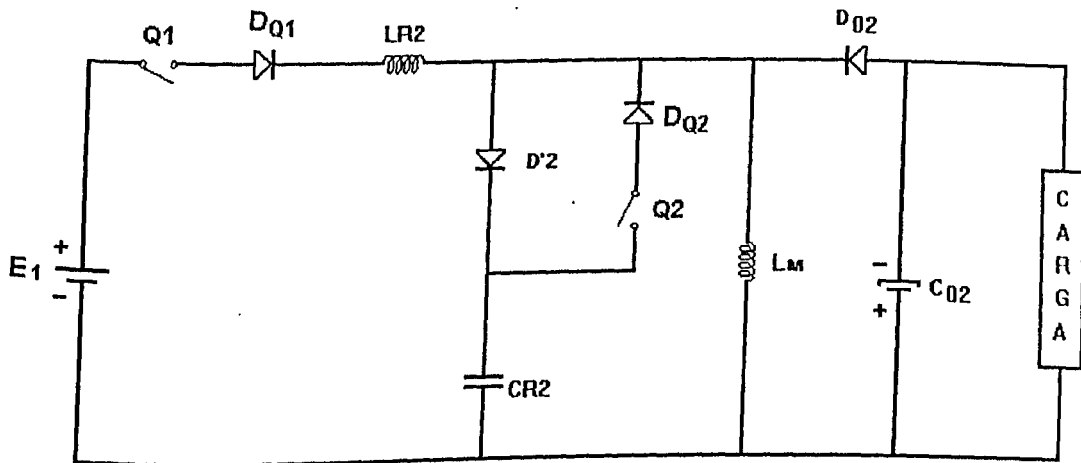 Q1
DQ1
LR2
D02
DQ2
D'2
Q2
E1
+
-
LM
-
+
C02
CR2
C
A
R
G
A